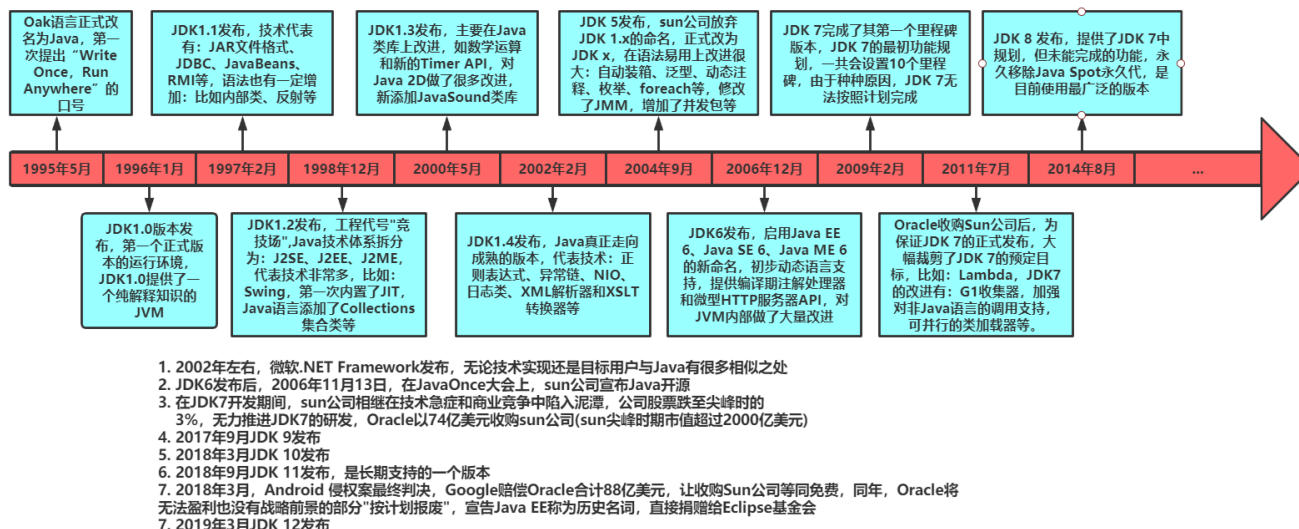 Oak语言正式改
名为Java，第一
次提出“Write
Once，Run
Anywhere”的
口号
技术代表
JDK1.1发布，技术代表
有：JAR文件格式、
JDBC、JavaBeans、
RMI等，语法也有一定增
加：比如内部类、反射等
JDK1.3发布，主要在Java
类库上改进，如数学运算
和新的Timer API，对
Java 2D做了很多改进，
新添加JavaSound类库
JDK 5发布，sun公司放弃
JDK 1.x的命名，正式改为
JDK x，在语法易用上改进很
大：自动装箱、泛型、动态注
释、枚举、foreach等，修改
了JMM，增加了并发包等
JDK 7完成了其第一个里程碑
版本，JDK 7的最初功能规
划，一共会设置10个里程
碑，由于种种原因，JDK 7无
法按照计划完成
JDK 8 发布，提供了JDK 7中
规划，但未能完成的功能，永
久移除Java Spot永久代，是
目前使用最广泛的版本
1995年5月
1996年1月
1997年2月
1998年12月
2000年5月
2002年2月
2004年9月
2006年12月
2009年2月
2011年7月
2014年8月
...
JDK1.0版本发
布，第一个正式版
本的运行环境，
JDK1.0提供了一
个纯解释知识的
JVM
JDK1.2发布，工程代号"竞
技场",Java技术体系拆分
为：J2SE、J2EE、J2ME，
代表技术非常多，比如：
Swing，第一次内置了JIT，
Java语言添加了Collections
集合类等
JDK1.4发布，Java真正走向
成熟的版本，代表技术：正
则表达式、异常链、NIO、
日志类、XML解析器和XSLT
转换器等
JDK6发布，启用Java EE
6、Java SE 6、Java ME 6
的新命名，初步动态语言支
持，提供编译期注解处理器
和微型HTTP服务器API，对
JVM内部做了大量改进
Oracle收购Sun公司后，为
保证JDK 7的正式发布，大
幅裁剪了JDK 7的预定目
标，比如：Lambda，JDK7
的改进有：G1收集器，加强
对非Java语言的调用支持，
可并行的类加载器等。
1. 2002年左右，微软.NET Framework发布，无论技术实现还是目标用户与Java有很多相似之处
2. JDK6发布后，2006年11月13日，在JavaOnce大会上，sun公司宣布Java开源
3. 在JDK7开发期间，sun公司相继在技术急症和商业竞争中陷入泥潭，公司股票跌至尖峰时的
3%，无力推进JDK7的研发，Oracle以74亿美元收购sun公司(sun尖峰时期市值超过2000亿美元)
4. 2017年9月JDK 9发布
5. 2018年3月JDK 10发布
6. 2018年9月JDK 11发布，是长期支持的一个版本
7. 2018年3月，Android 侵权案最终判决，Google赔偿Oracle合计88亿美元，让收购Sun公司等同免费，同年，Oracle将
无法盈利也没有战略前景的部分"按计划报废"，宣告Java EE称为历史名词，直接捐赠给Eclipse基金会
7. 2019年3月JDK 12发布